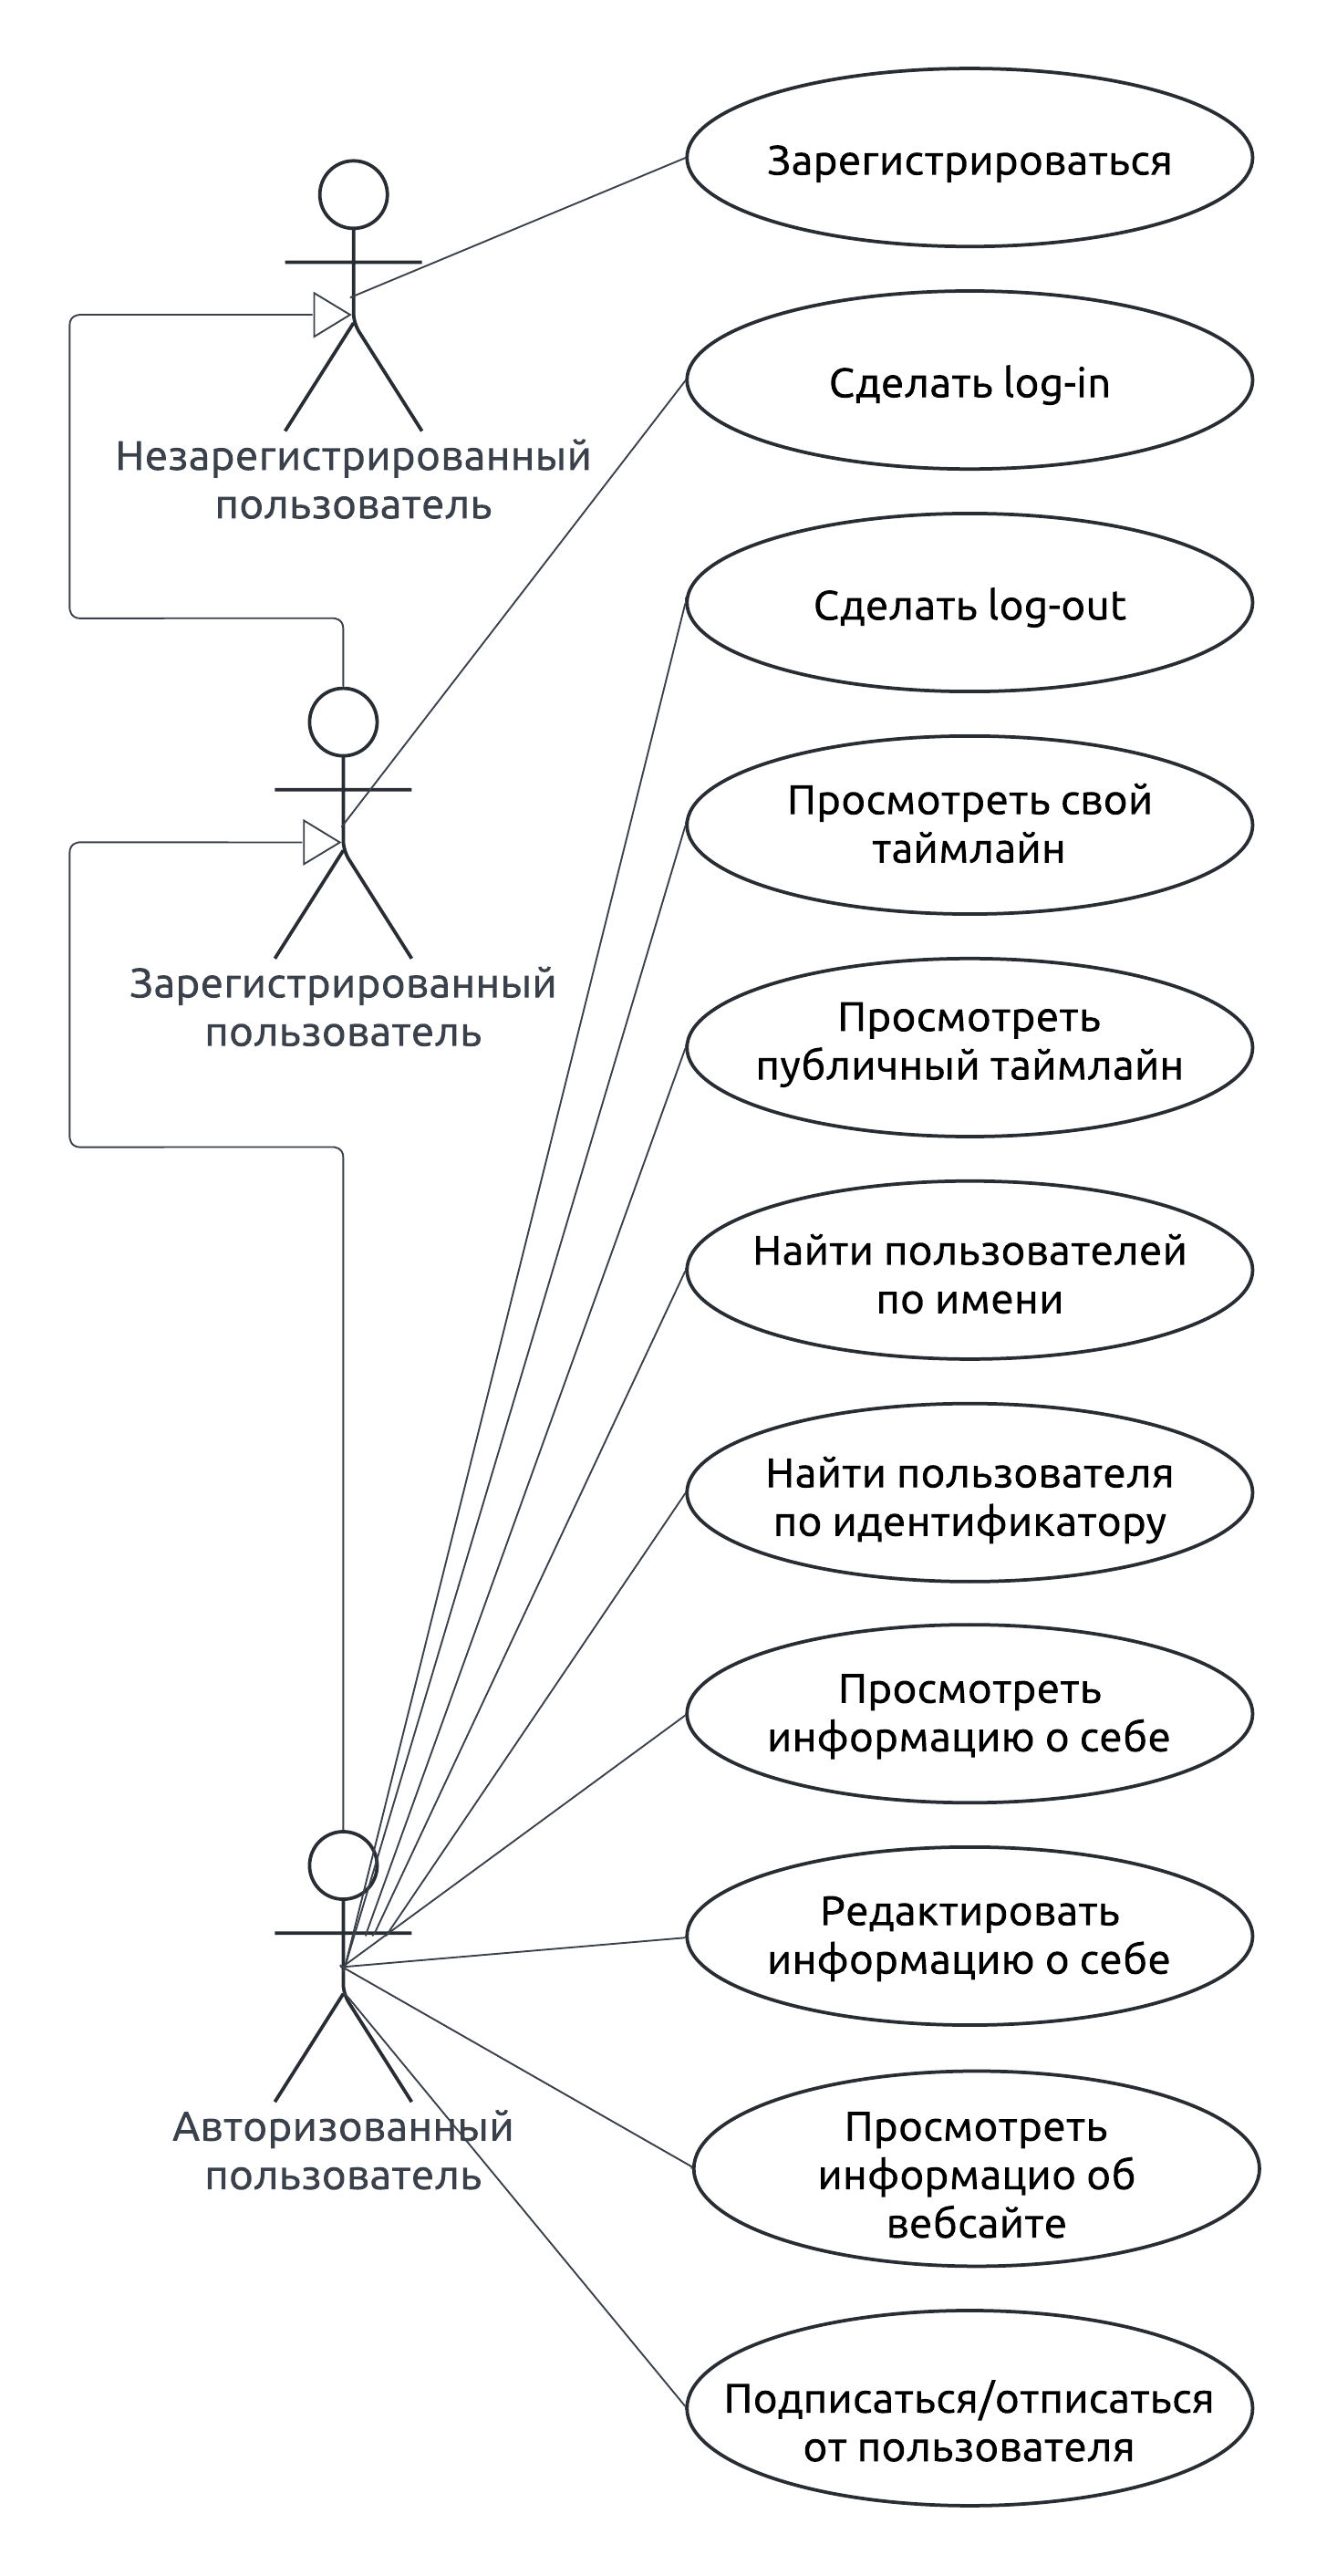 Зарегистрироваться
Незарегистрированный
пользователь
Сделать log-in
Сделать log-out
Просмотреть свой
таймлайн
Зарегистрированный
пользователь
Просмотреть
публичный таймлайн
Найти пользователей
по имени
Найти пользователя
по идентификатору
Просмотреть
информацию о себе
Редактировать
информацию о себе
Авторизованный
пользователь
Просмотреть
информацио об
вебсайте
Подписаться/отписаться
от пользователя